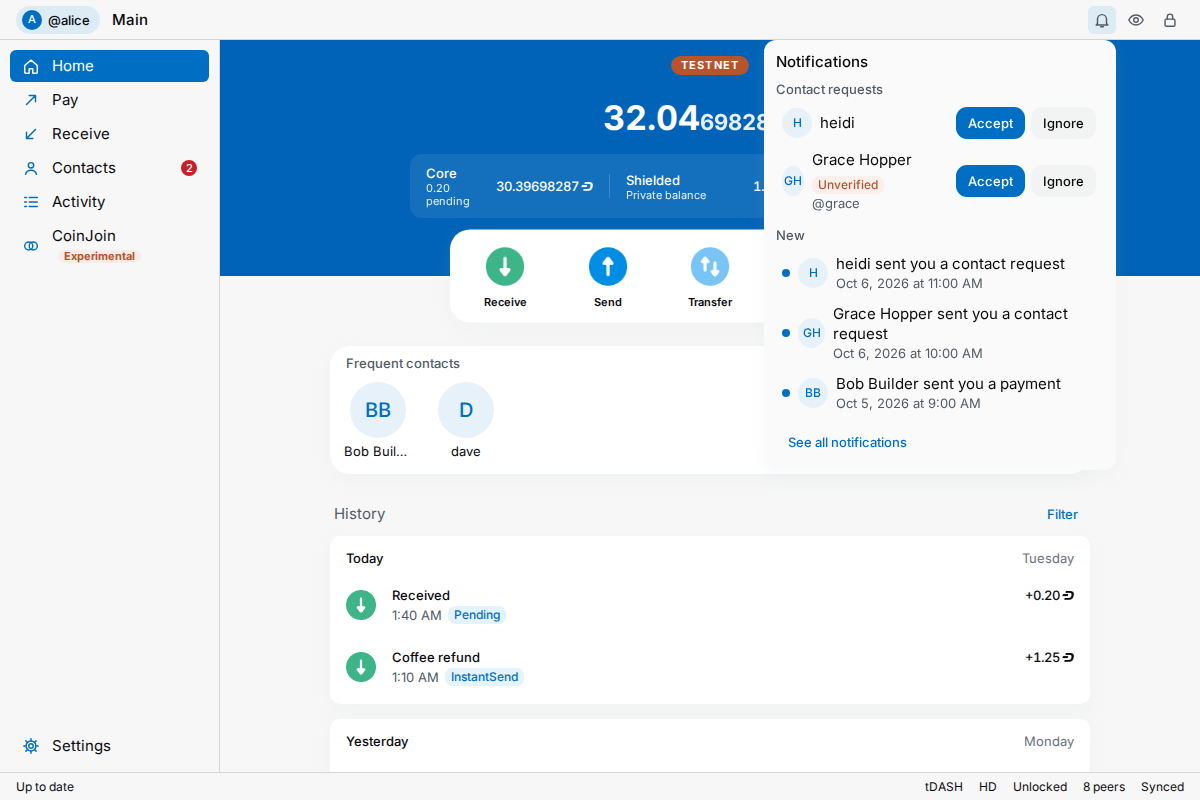 A @alice Main
Home
Pay
Receive
Contacts 2
Activity
CoinJoin
Experimental
Settings
TESTNET
32.0469828
Core
0.20
pending
30.39698287
Shielded
Private balance
1.
Receive
Send
Transfer
Frequent contacts
BB
D
Bob Buil...
dave
History
Filter
Today
Tuesday
Received
+0.20
1:40 AM Pending
Coffee refund
+1.25
1:10 AM InstantSend
Yesterday
Monday
Notifications
Contact requests
H heidi Accept Ignore
Grace Hopper
GH Unverified Accept Ignore
@grace
New
H heidi sent you a contact request
Oct 6, 2026 at 11:00 AM
Grace Hopper sent you a contact
GH request
Oct 6, 2026 at 10:00 AM
BB Bob Builder sent you a payment
Oct 5, 2026 at 9:00 AM
See all notifications
Up to date
tDASH HD Unlocked 8 peers Synced